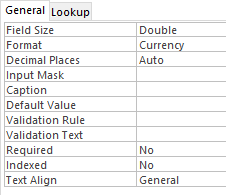 General Lookup
Field Size Double
Format Currency
Decimal Places Auto
Input Mask
Caption
Default Value
Validation Rule
Validation Text
Required No
Indexed No
Text Align General